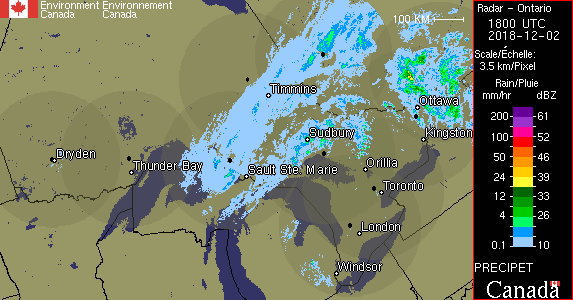 Environment Environnement
Canada Canada
100 KM
Timmins
Ottawa
Sudbury
Kingston
Dryden
Thunder Bay
Sault Ste. Marie
Orillia
Toronto
London
Windsor
Radar - Ontario
1800 UTC
2018-12-02
Scale/Échelle:
3.5 km/Pixel
Rain/Pluie
mm/hr dBZ
200 61
100 52
50 46
24 39
12 33
4 26
0.1 10
PRECIPET
Canada